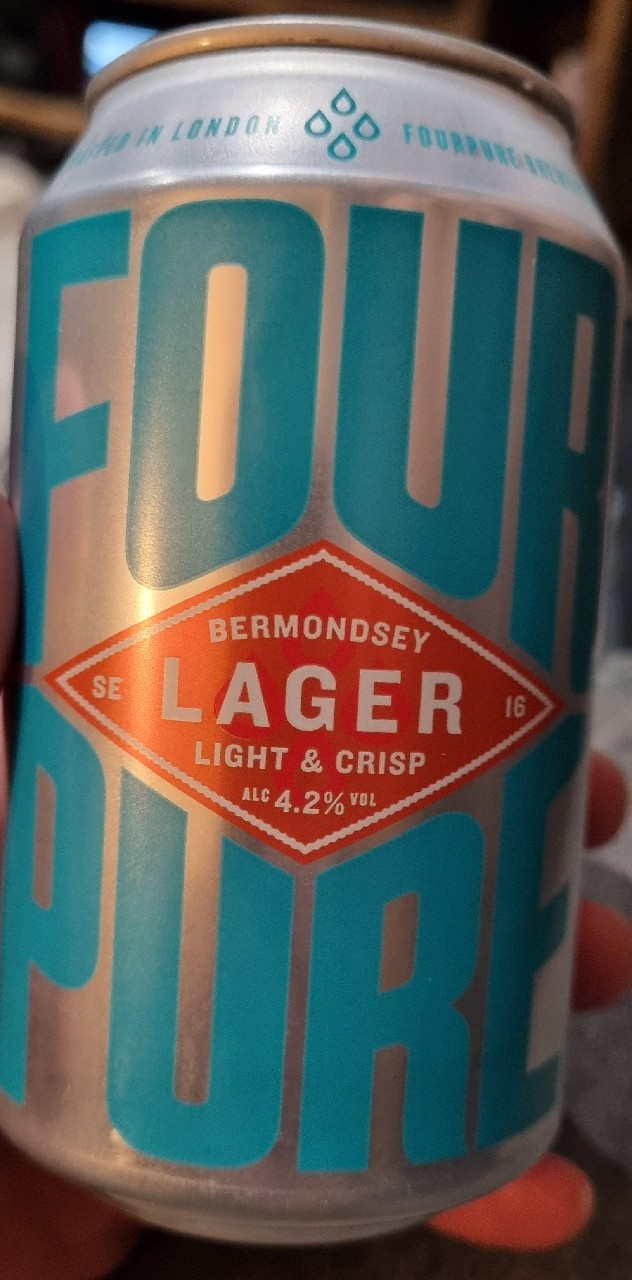 IN LONDON
FOURPURE
FOUR
BERMONDSEY
SE LAGER 16
LIGHT & CRISP
ALC 4.2% VOL
PURE